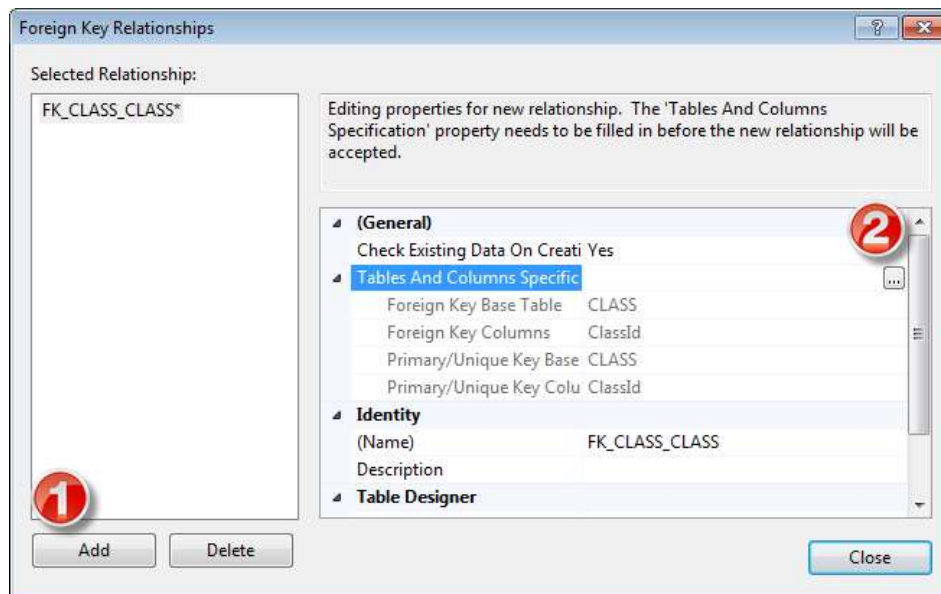 Foreign Key Relationships
Selected Relationship:
FK_CLASS_CLASS*
Editing properties for new relationship. The 'Tables And Columns
Specification' property needs to be filled in before the new relationship will be
accepted.
2
(General)
Check Existing Data On Creati Yes
Tables And Columns Specific ...
Foreign Key Base Table CLASS
Foreign Key Columns ClassId
Primary/Unique Key Base CLASS
Primary/Unique Key Colu ClassId
Identity
(Name) FK_CLASS_CLASS
Description
Table Designer
1
Add Delete
Close